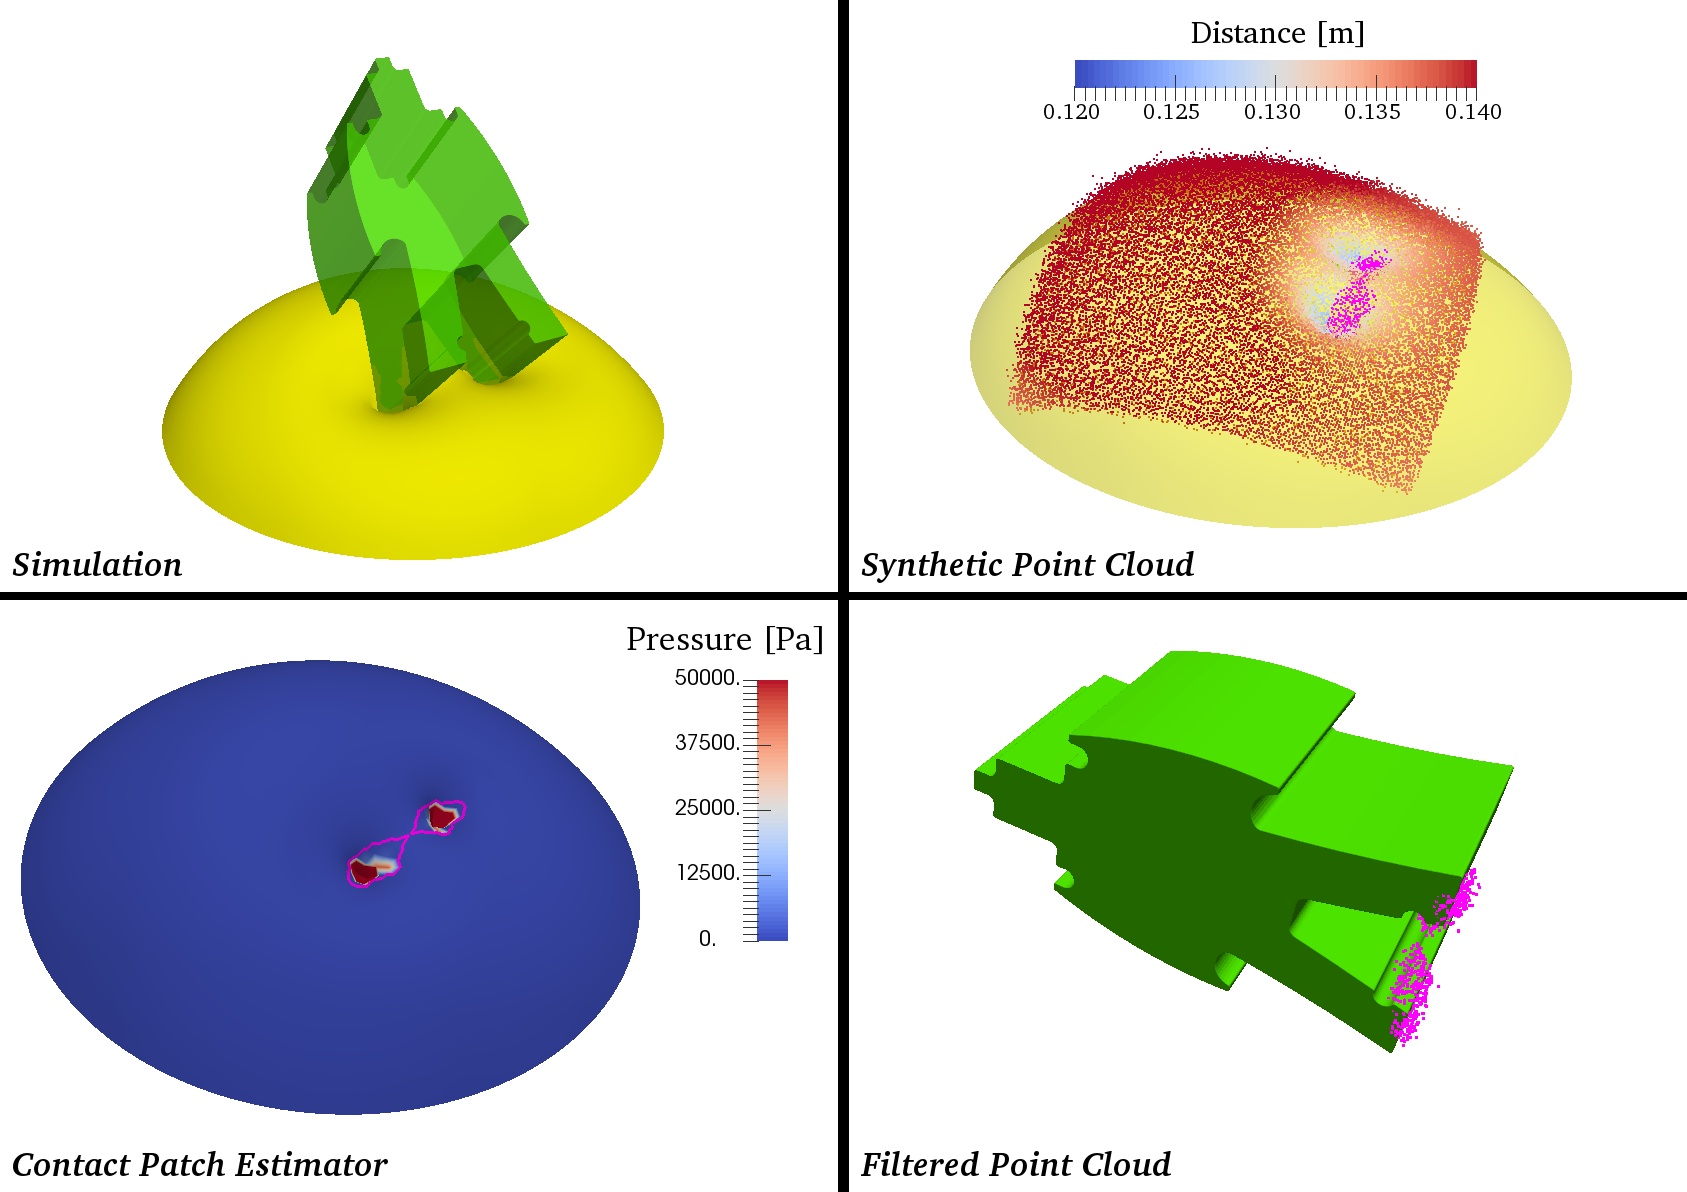 Simulation
Distance [m]
0.120 0.125 0.130 0.135 0.140
Synthetic Point Cloud
Pressure [Pa]
50000.
37500.
25000.
12500.
0.
Contact Patch Estimator
Filtered Point Cloud